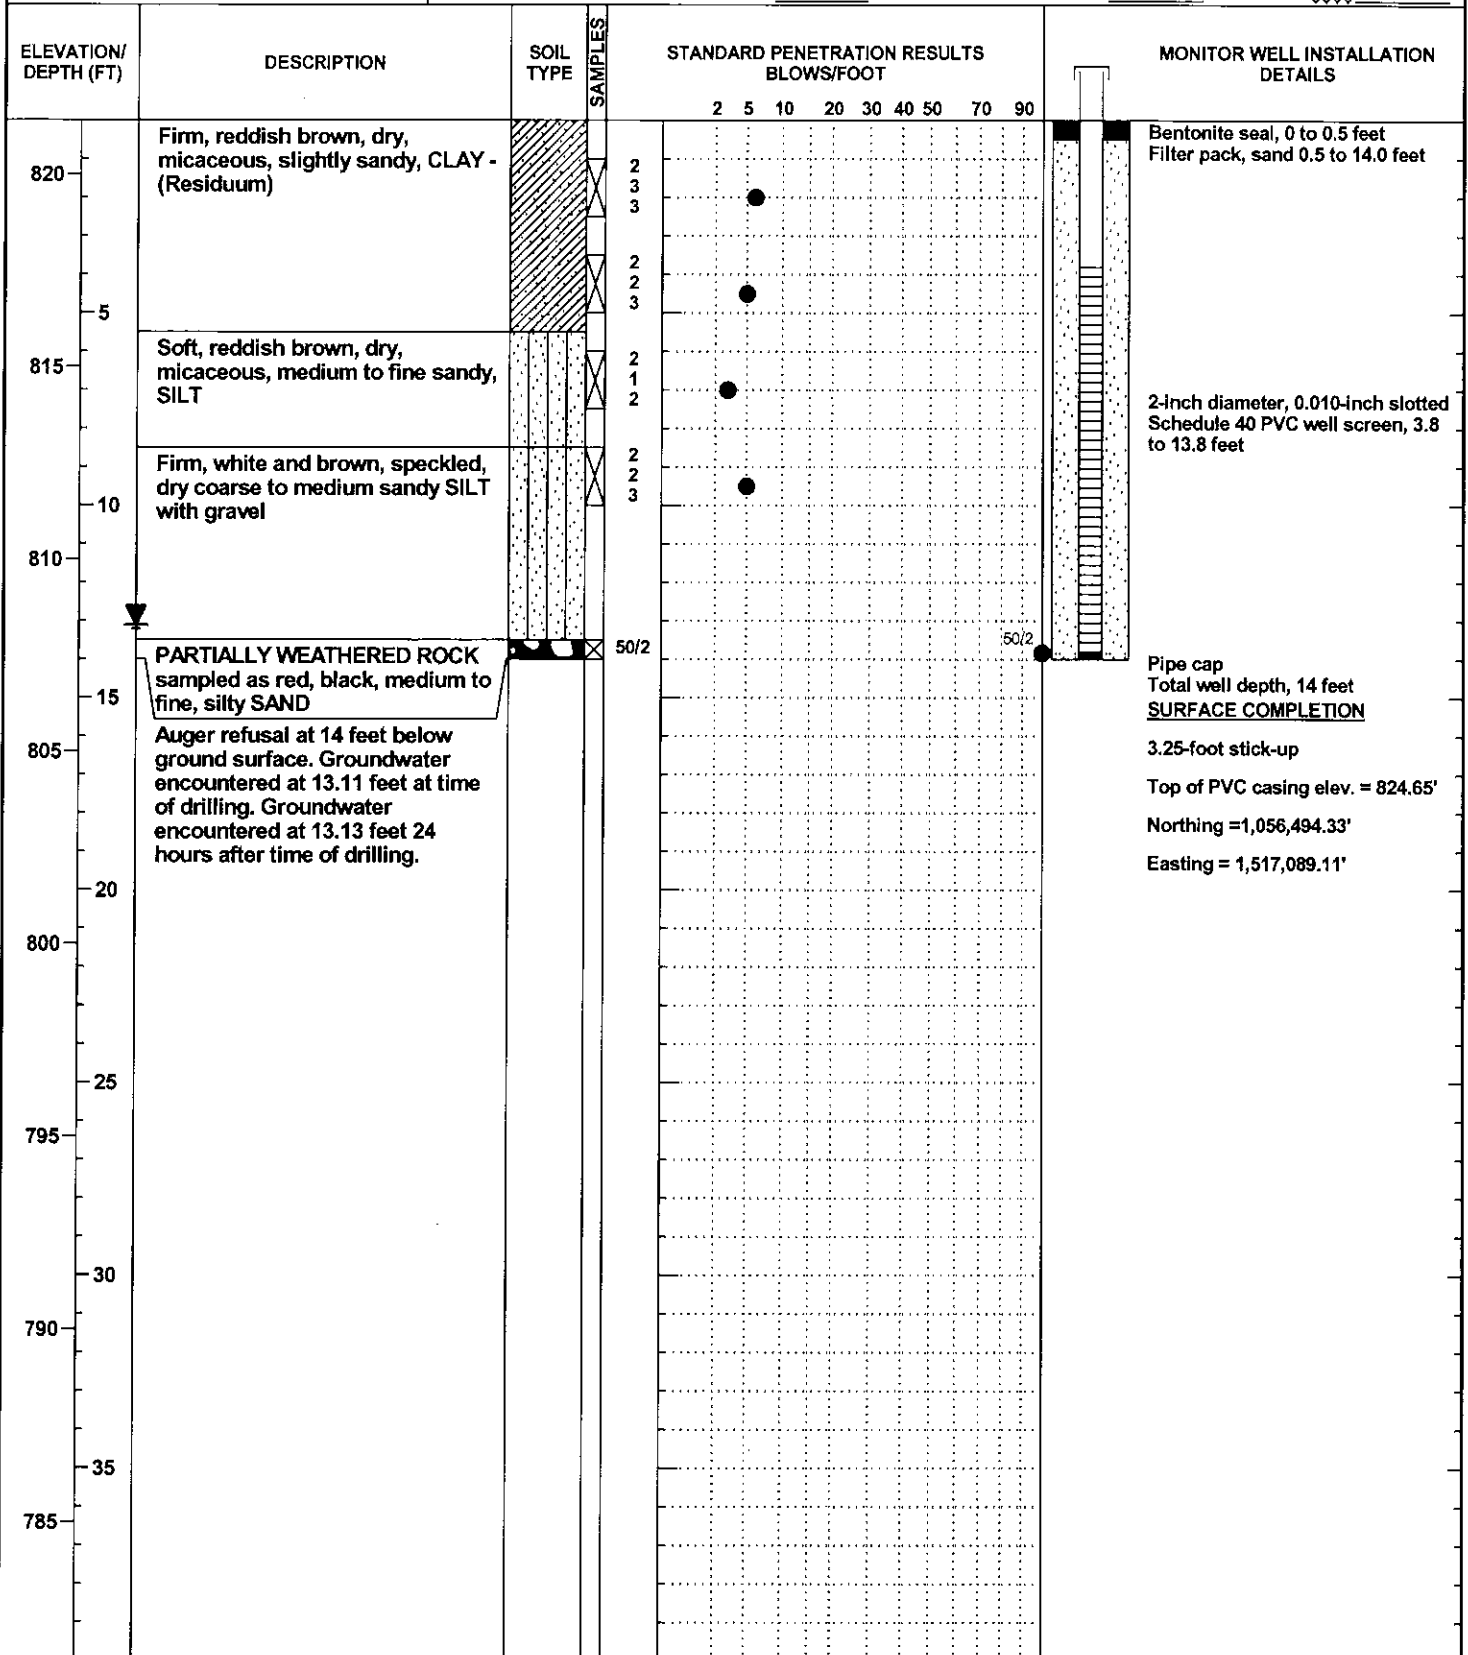 ELEVATION/
DEPTH (FT)
DESCRIPTION
SOIL
TYPE
SAMPLES
STANDARD PENETRATION RESULTS
BLOWS/FOOT
2 5 10 20 30 40 50 70 90
MONITOR WELL INSTALLATION
DETAILS
Firm, reddish brown, dry,
micaceous, slightly sandy, CLAY -
(Residuum)
Soft, reddish brown, dry,
micaceous, medium to fine sandy,
SILT
Firm, white and brown, speckled,
dry coarse to medium sandy SILT
with gravel
PARTIALLY WEATHERED ROCK
sampled as red, black, medium to
fine, silty SAND
Auger refusal at 14 feet below
ground surface. Groundwater
encountered at 13.11 feet at time
of drilling. Groundwater
encountered at 13.13 feet 24
hours after time of drilling.
820
5
815
10
810
15
805
20
800
25
795
30
790
35
785
2
3
3
2
2
3
2
1
2
2
2
3
50/2
50/2
Bentonite seal, 0 to 0.5 feet
Filter pack, sand 0.5 to 14.0 feet
2-inch diameter, 0.010-inch slotted
Schedule 40 PVC well screen, 3.8
to 13.8 feet
Pipe cap
Total well depth, 14 feet
SURFACE COMPLETION
3.25-foot stick-up
Top of PVC casing elev. = 824.65'
Northing =1,056,494.33'
Easting = 1,517,089.11'